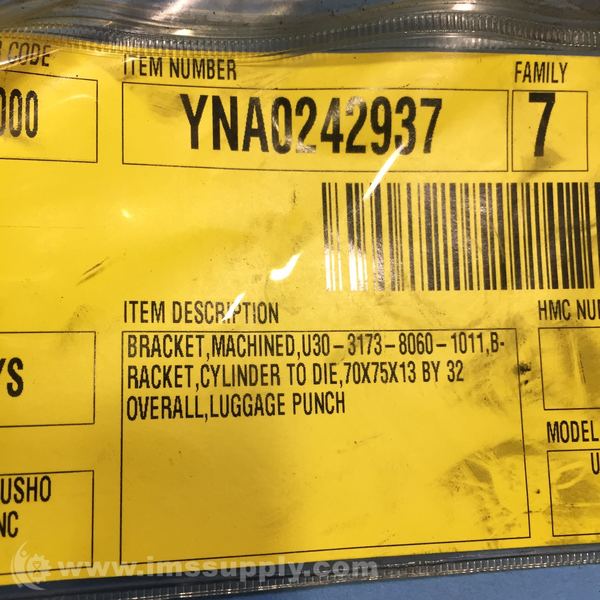 R CODE
ITEM NUMBER
FAMILY
000
YNA0242937
7
ITEM DESCRIPTION
HMC NU
BRACKET,MACHINED,U30-3173-8060-1011,B-
RACKET,CYLINDER TO DIE,70X75X13 BY 32
OVERALL,LUGGAGE PUNCH
YS
MODEL
U
USHO
NC
www.imssupply.com